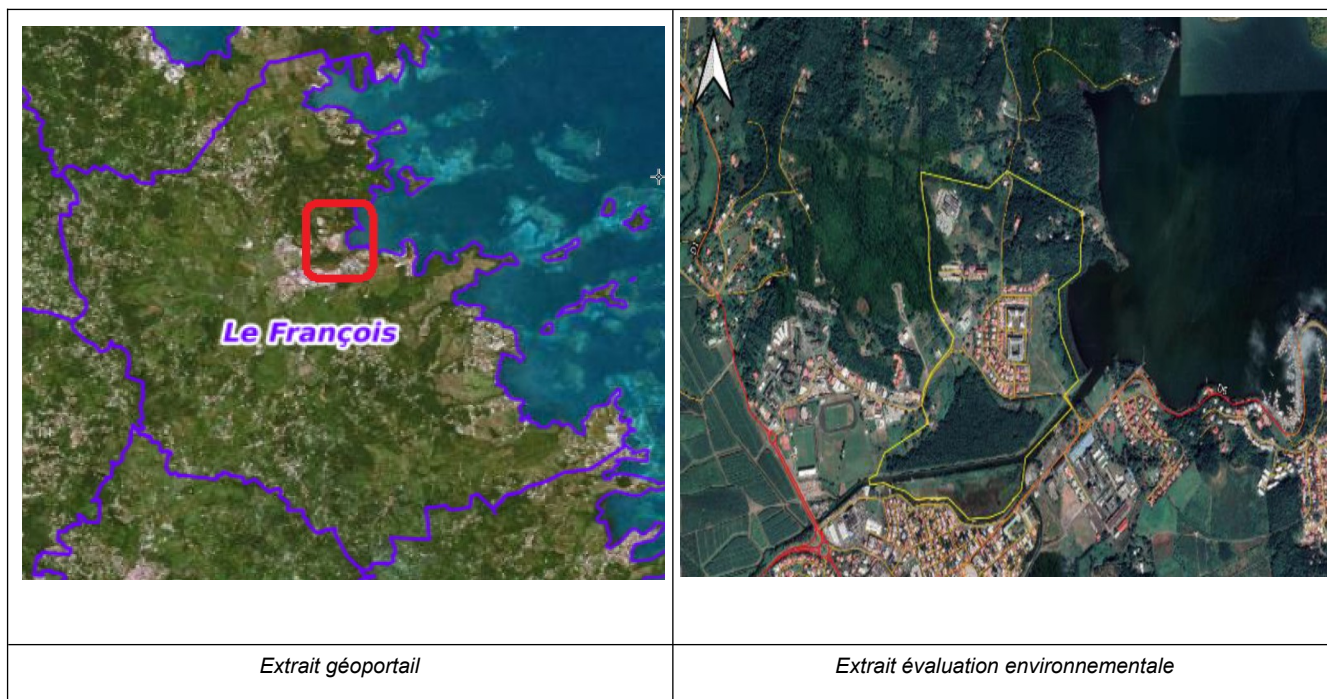 Le François
Extrait géoportail
Extrait évaluation environnementale